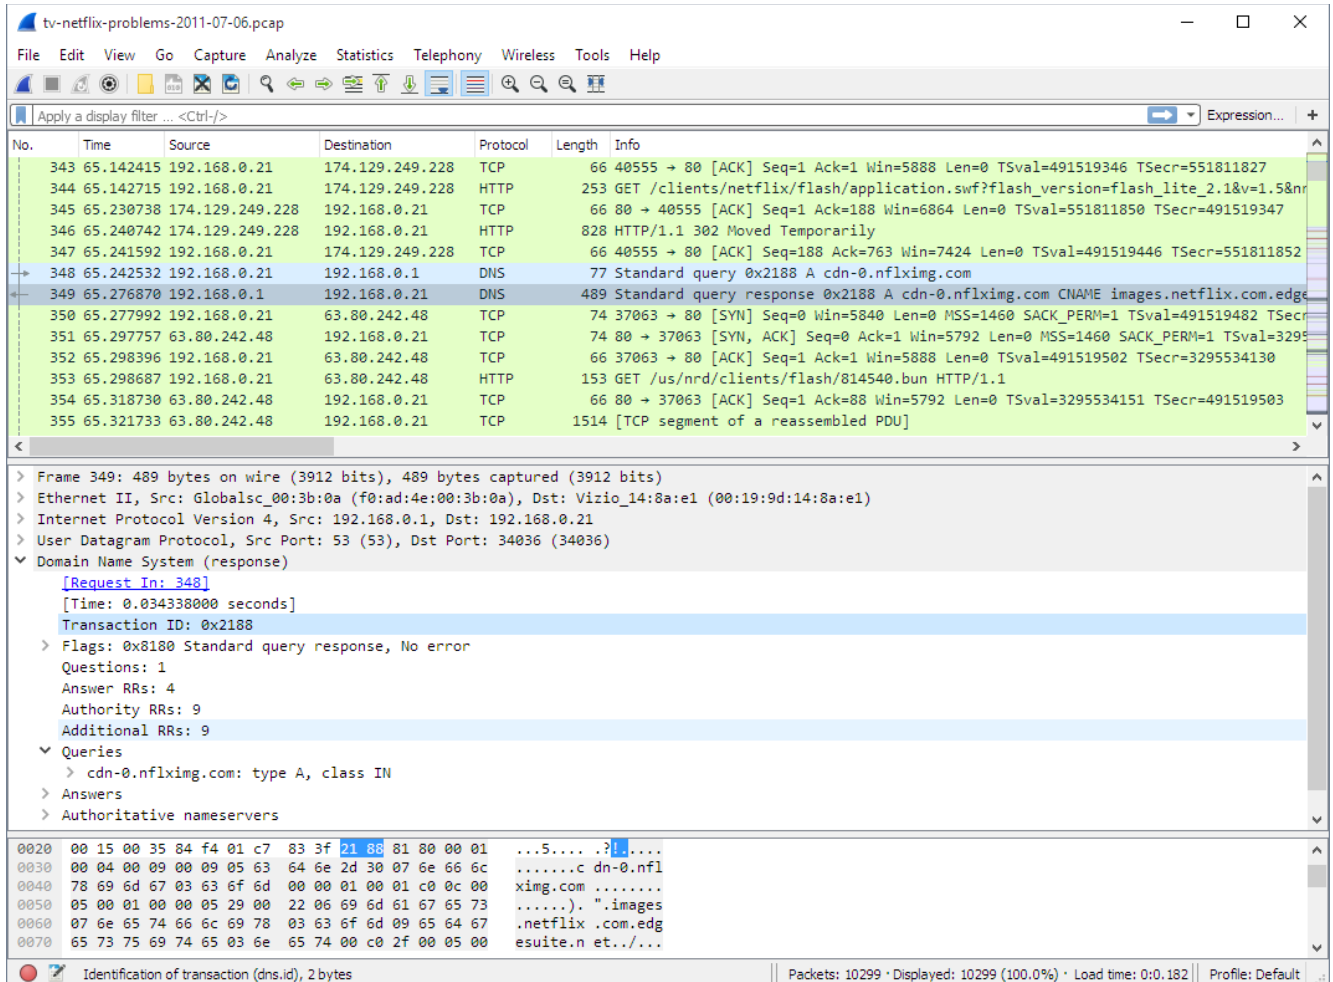 tv-netflix-problems-2011-07-06.pcap
File Edit View Go Capture Analyze Statistics Telephony Wireless Tools Help
Apply a display filter ... <Ctrl-/> Expression... +
No. Time Source Destination Protocol Length Info
343 65.142415 192.168.0.21 174.129.249.228 TCP 66 40555 → 80 [ACK] Seq=1 Ack=1 Win=5888 Len=0 TSval=491519346 TSecr=551811827
344 65.142715 192.168.0.21 174.129.249.228 HTTP 253 GET /clients/netflix/flash/application.swf?flash_version=flash_lite_2.1&v=1.5&nr
345 65.230738 174.129.249.228 192.168.0.21 TCP 66 80 → 40555 [ACK] Seq=1 Ack=188 Win=6864 Len=0 TSval=551811850 TSecr=491519347
346 65.240742 174.129.249.228 192.168.0.21 HTTP 828 HTTP/1.1 302 Moved Temporarily
347 65.241592 192.168.0.21 174.129.249.228 TCP 66 40555 → 80 [ACK] Seq=188 Ack=763 Win=7424 Len=0 TSval=491519446 TSecr=551811852
348 65.242532 192.168.0.21 192.168.0.1 DNS 77 Standard query 0x2188 A cdn-0.nflximg.com
349 65.276870 192.168.0.1 192.168.0.21 DNS 489 Standard query response 0x2188 A cdn-0.nflximg.com CNAME images.netflix.com.edge
350 65.277992 192.168.0.21 63.80.242.48 TCP 74 37063 → 80 [SYN] Seq=0 Win=5840 Len=0 MSS=1460 SACK_PERM=1 TSval=491519482 TSecr
351 65.297757 63.80.242.48 192.168.0.21 TCP 74 80 → 37063 [SYN, ACK] Seq=0 Ack=1 Win=5792 Len=0 MSS=1460 SACK_PERM=1 TSval=3295
352 65.298396 192.168.0.21 63.80.242.48 TCP 66 37063 → 80 [ACK] Seq=1 Ack=1 Win=5888 Len=0 TSval=491519502 TSecr=3295534130
353 65.298687 192.168.0.21 63.80.242.48 HTTP 153 GET /us/nrd/clients/flash/814540.bun HTTP/1.1
354 65.318730 63.80.242.48 192.168.0.21 TCP 66 80 → 37063 [ACK] Seq=1 Ack=88 Win=5792 Len=0 TSval=3295534151 TSecr=491519503
355 65.321733 63.80.242.48 192.168.0.21 TCP 1514 [TCP segment of a reassembled PDU]
Frame 349: 489 bytes on wire (3912 bits), 489 bytes captured (3912 bits)
Ethernet II, Src: Globalsc_00:3b:0a (f0:ad:4e:00:3b:0a), Dst: Vizio_14:8a:e1 (00:19:9d:14:8a:e1)
Internet Protocol Version 4, Src: 192.168.0.1, Dst: 192.168.0.21
User Datagram Protocol, Src Port: 53 (53), Dst Port: 34036 (34036)
Domain Name System (response)
[Request In: 348]
[Time: 0.034338000 seconds]
Transaction ID: 0x2188
Flags: 0x8180 Standard query response, No error
Questions: 1
Answer RRs: 4
Authority RRs: 9
Additional RRs: 9
Queries
cdn-0.nflximg.com: type A, class IN
Answers
Authoritative nameservers
0020 00 15 00 35 84 f4 01 c7 83 3f 21 88 81 80 00 01 ...5.... .?!.....
0030 00 04 00 09 00 09 05 63 64 6e 2d 30 07 6e 66 6c .......c dn-0.nfl
0040 78 69 6d 67 03 63 6f 6d 00 00 01 00 01 c0 0c 00 ximg.com ........
0050 05 00 01 00 00 05 29 00 22 06 69 6d 61 67 65 73 ......). ".images
0060 07 6e 65 74 66 6c 69 78 03 63 6f 6d 09 65 64 67 .netflix .com.edg
0070 65 73 75 69 74 65 03 6e 65 74 00 c0 2f 00 05 00 esuite.n et../...
Identification of transaction (dns.id), 2 bytes Packets: 10299 · Displayed: 10299 (100.0%) · Load time: 0:0.182 Profile: Default